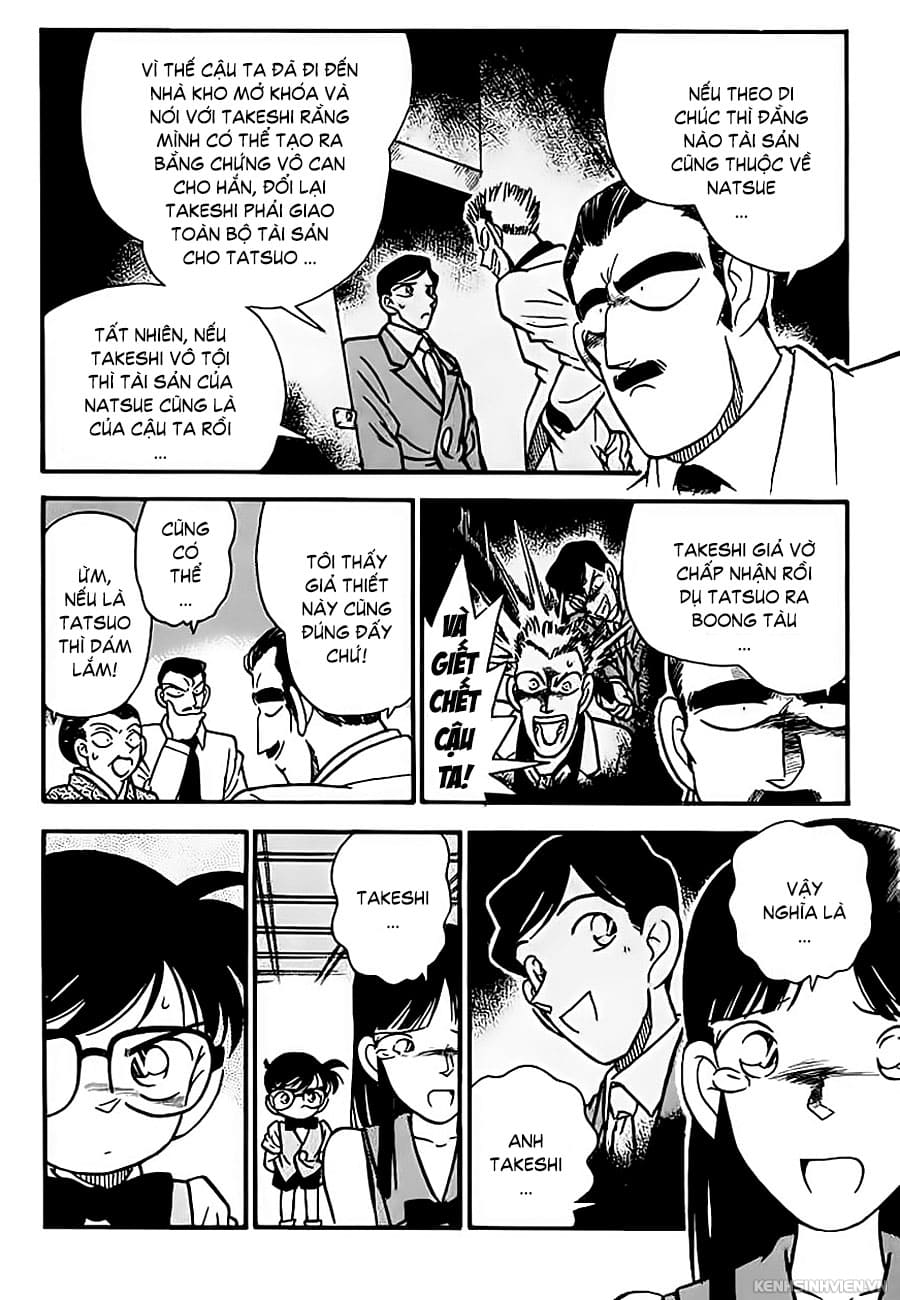 NẾU THEO DI
CHÚC THÌ ĐẰNG
NÀO TÀI SẢN
CŨNG THUỘC VỀ
NATSUE
...
VÌ THẾ CẬU TA ĐÃ ĐI ĐẾN
NHÀ KHO MỞ KHÓA VÀ
NÓI VỚI TAKESHI RẰNG
MÌNH CÓ THỂ TẠO RA
BẰNG CHỨNG VÔ CAN
CHO HẮN, ĐỔI LẠI
TAKESHI PHẢI GIAO
TOÀN BỘ TÀI SẢN
CHO TATSUO ...
TẤT NHIÊN, NẾU
TAKESHI VÔ TỘI
THÌ TÀI SẢN CỦA
NATSUE CŨNG LÀ
CỦA CẬU TA RỒI
...
TAKESHI GIẢ VỜ
CHẤP NHẬN RỒI
DỤ TATSUO RA
BOONG TÀU
...
VÀ
GIẾT
CHẾT
CẬU
TA!
TÔI THẤY
GIẢ THIẾT
NÀY CŨNG
ĐÚNG ĐẤY
CHỨ!
CŨNG
CÓ
THỂ
...
ỪM,
NẾU LÀ
TATSUO
THÌ DÁM
LẮM!
VẬY
NGHĨA LÀ
...
ANH
TAKESHI
...
TAKESHI
...
KENHSINHVIEN.VN